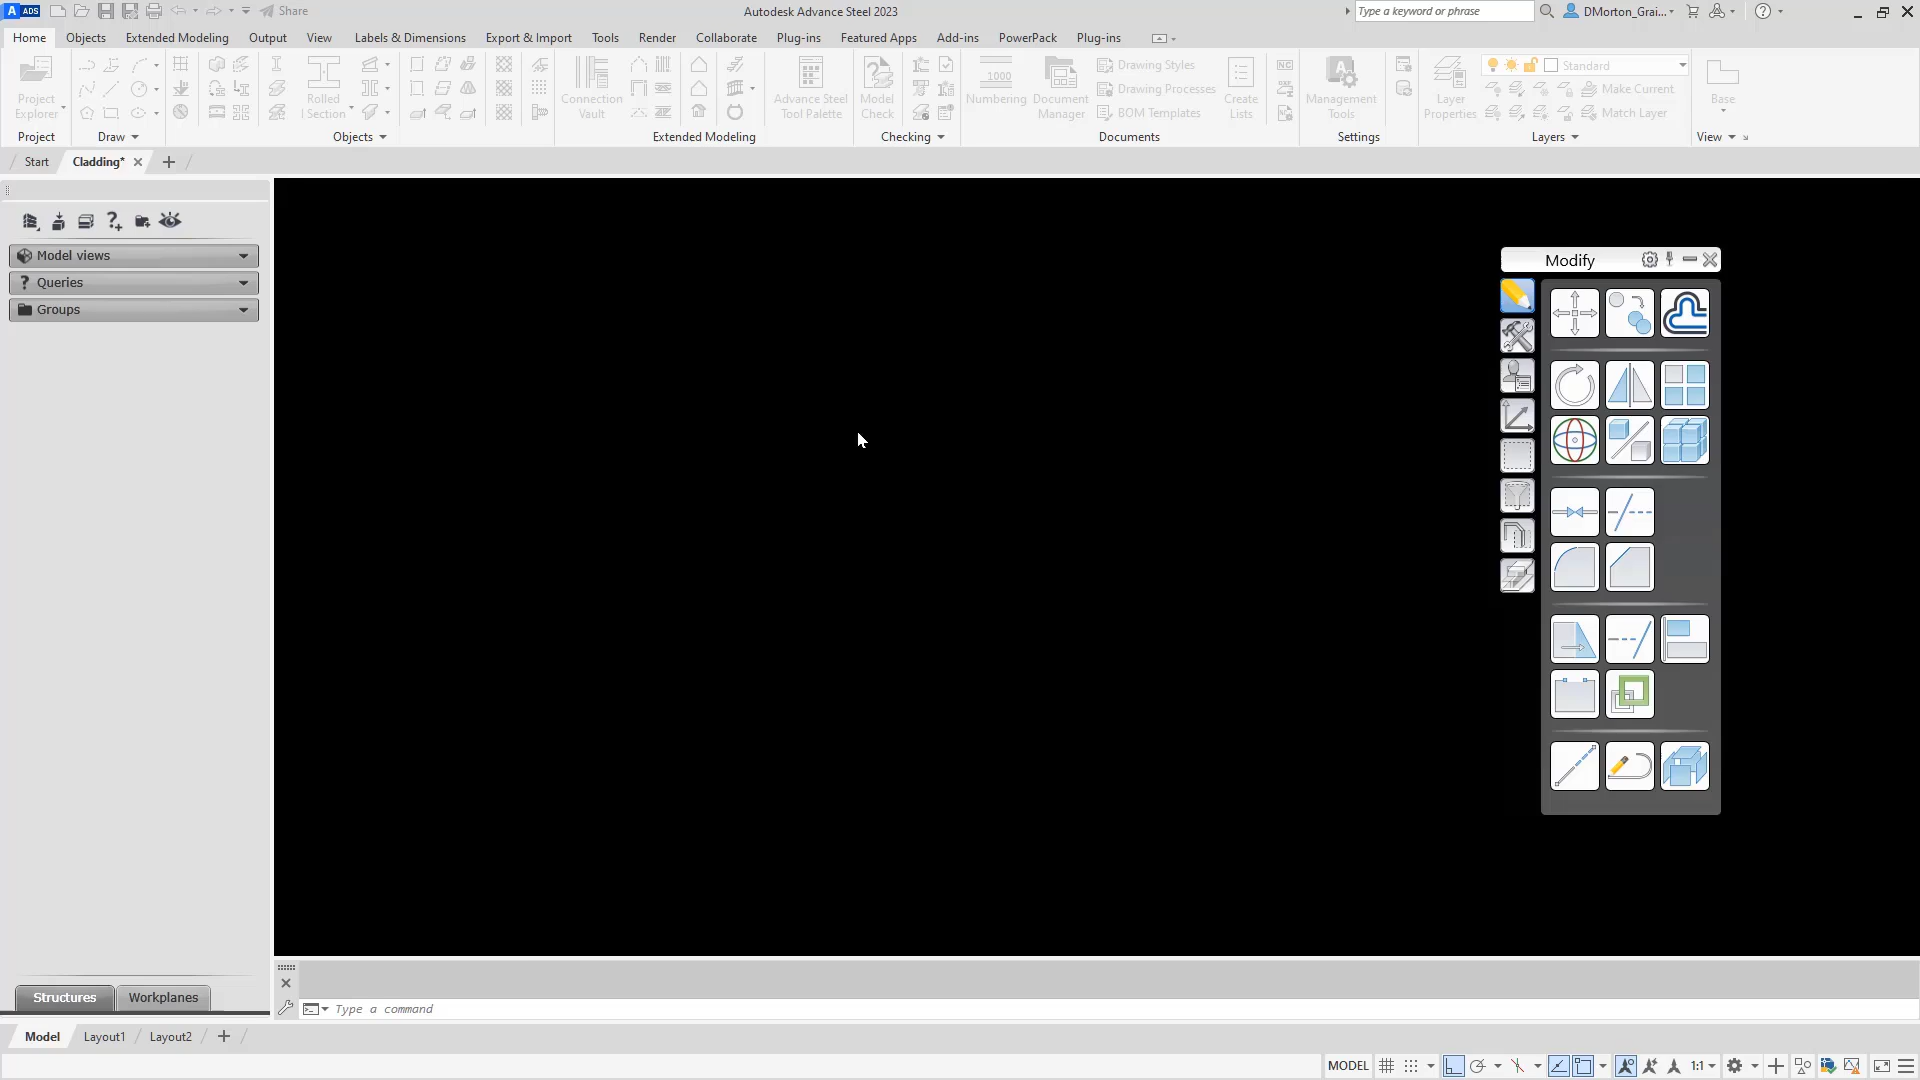 A ADS Share Autodesk Advance Steel 2023 Type a keyword or phrase DMorton_Grai...
Home Objects Extended Modeling Output View Labels & Dimensions Export & Import Tools Render Collaborate Plug-ins Featured Apps Add-ins PowerPack Plug-ins
Project Explorer
Rolled I Section
Connection Vault
Advance Steel Tool Palette
Model Check
1000
Numbering
Document Manager
Drawing Styles
Drawing Processes
BOM Templates
Create Lists
NC
Management Tools
Layer Properties
Standard
Make Current
Match Layer
Base
Project Draw Objects Extended Modeling Checking Documents Settings Layers View
Start Cladding*
Model views
Queries
Groups
Modify
Structures Workplanes
Type a command
Model Layout1 Layout2
MODEL 1:1